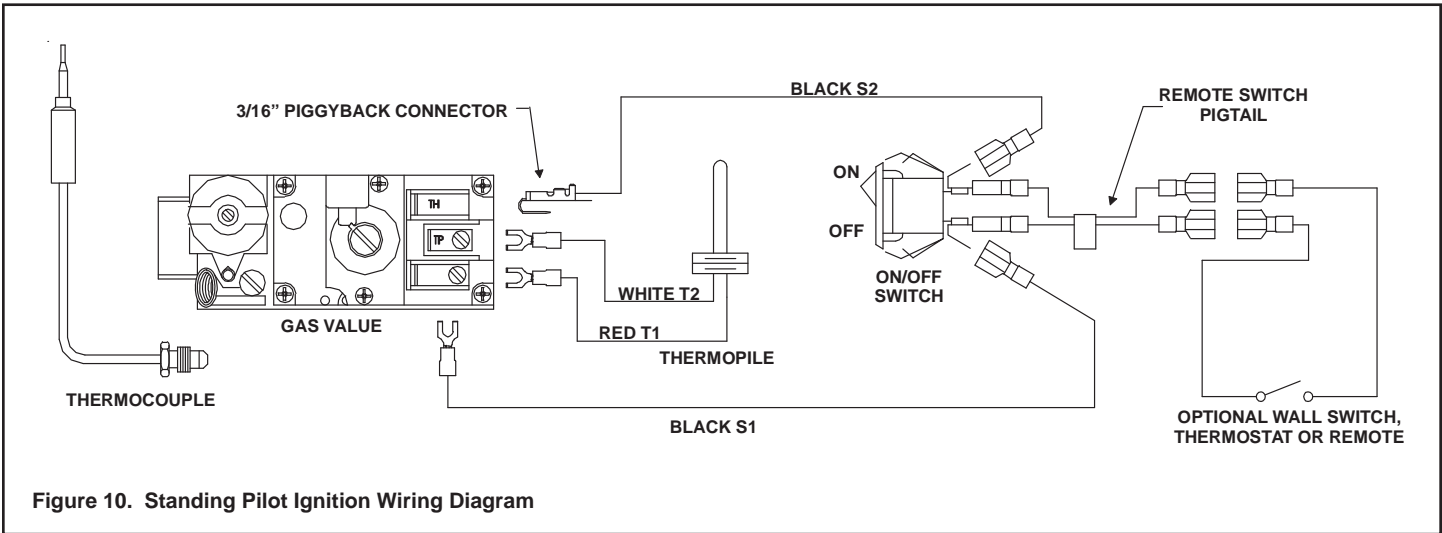 BLACK S2
3/16” PIGGYBACK CONNECTOR
REMOTE SWITCH
PIGTAIL
ON
OFF
ON/OFF
SWITCH
TH
TP
GAS VALUE
WHITE T2
RED T1
THERMOPILE
THERMOCOUPLE
BLACK S1
OPTIONAL WALL SWITCH,
THERMOSTAT OR REMOTE
Figure 10. Standing Pilot Ignition Wiring Diagram